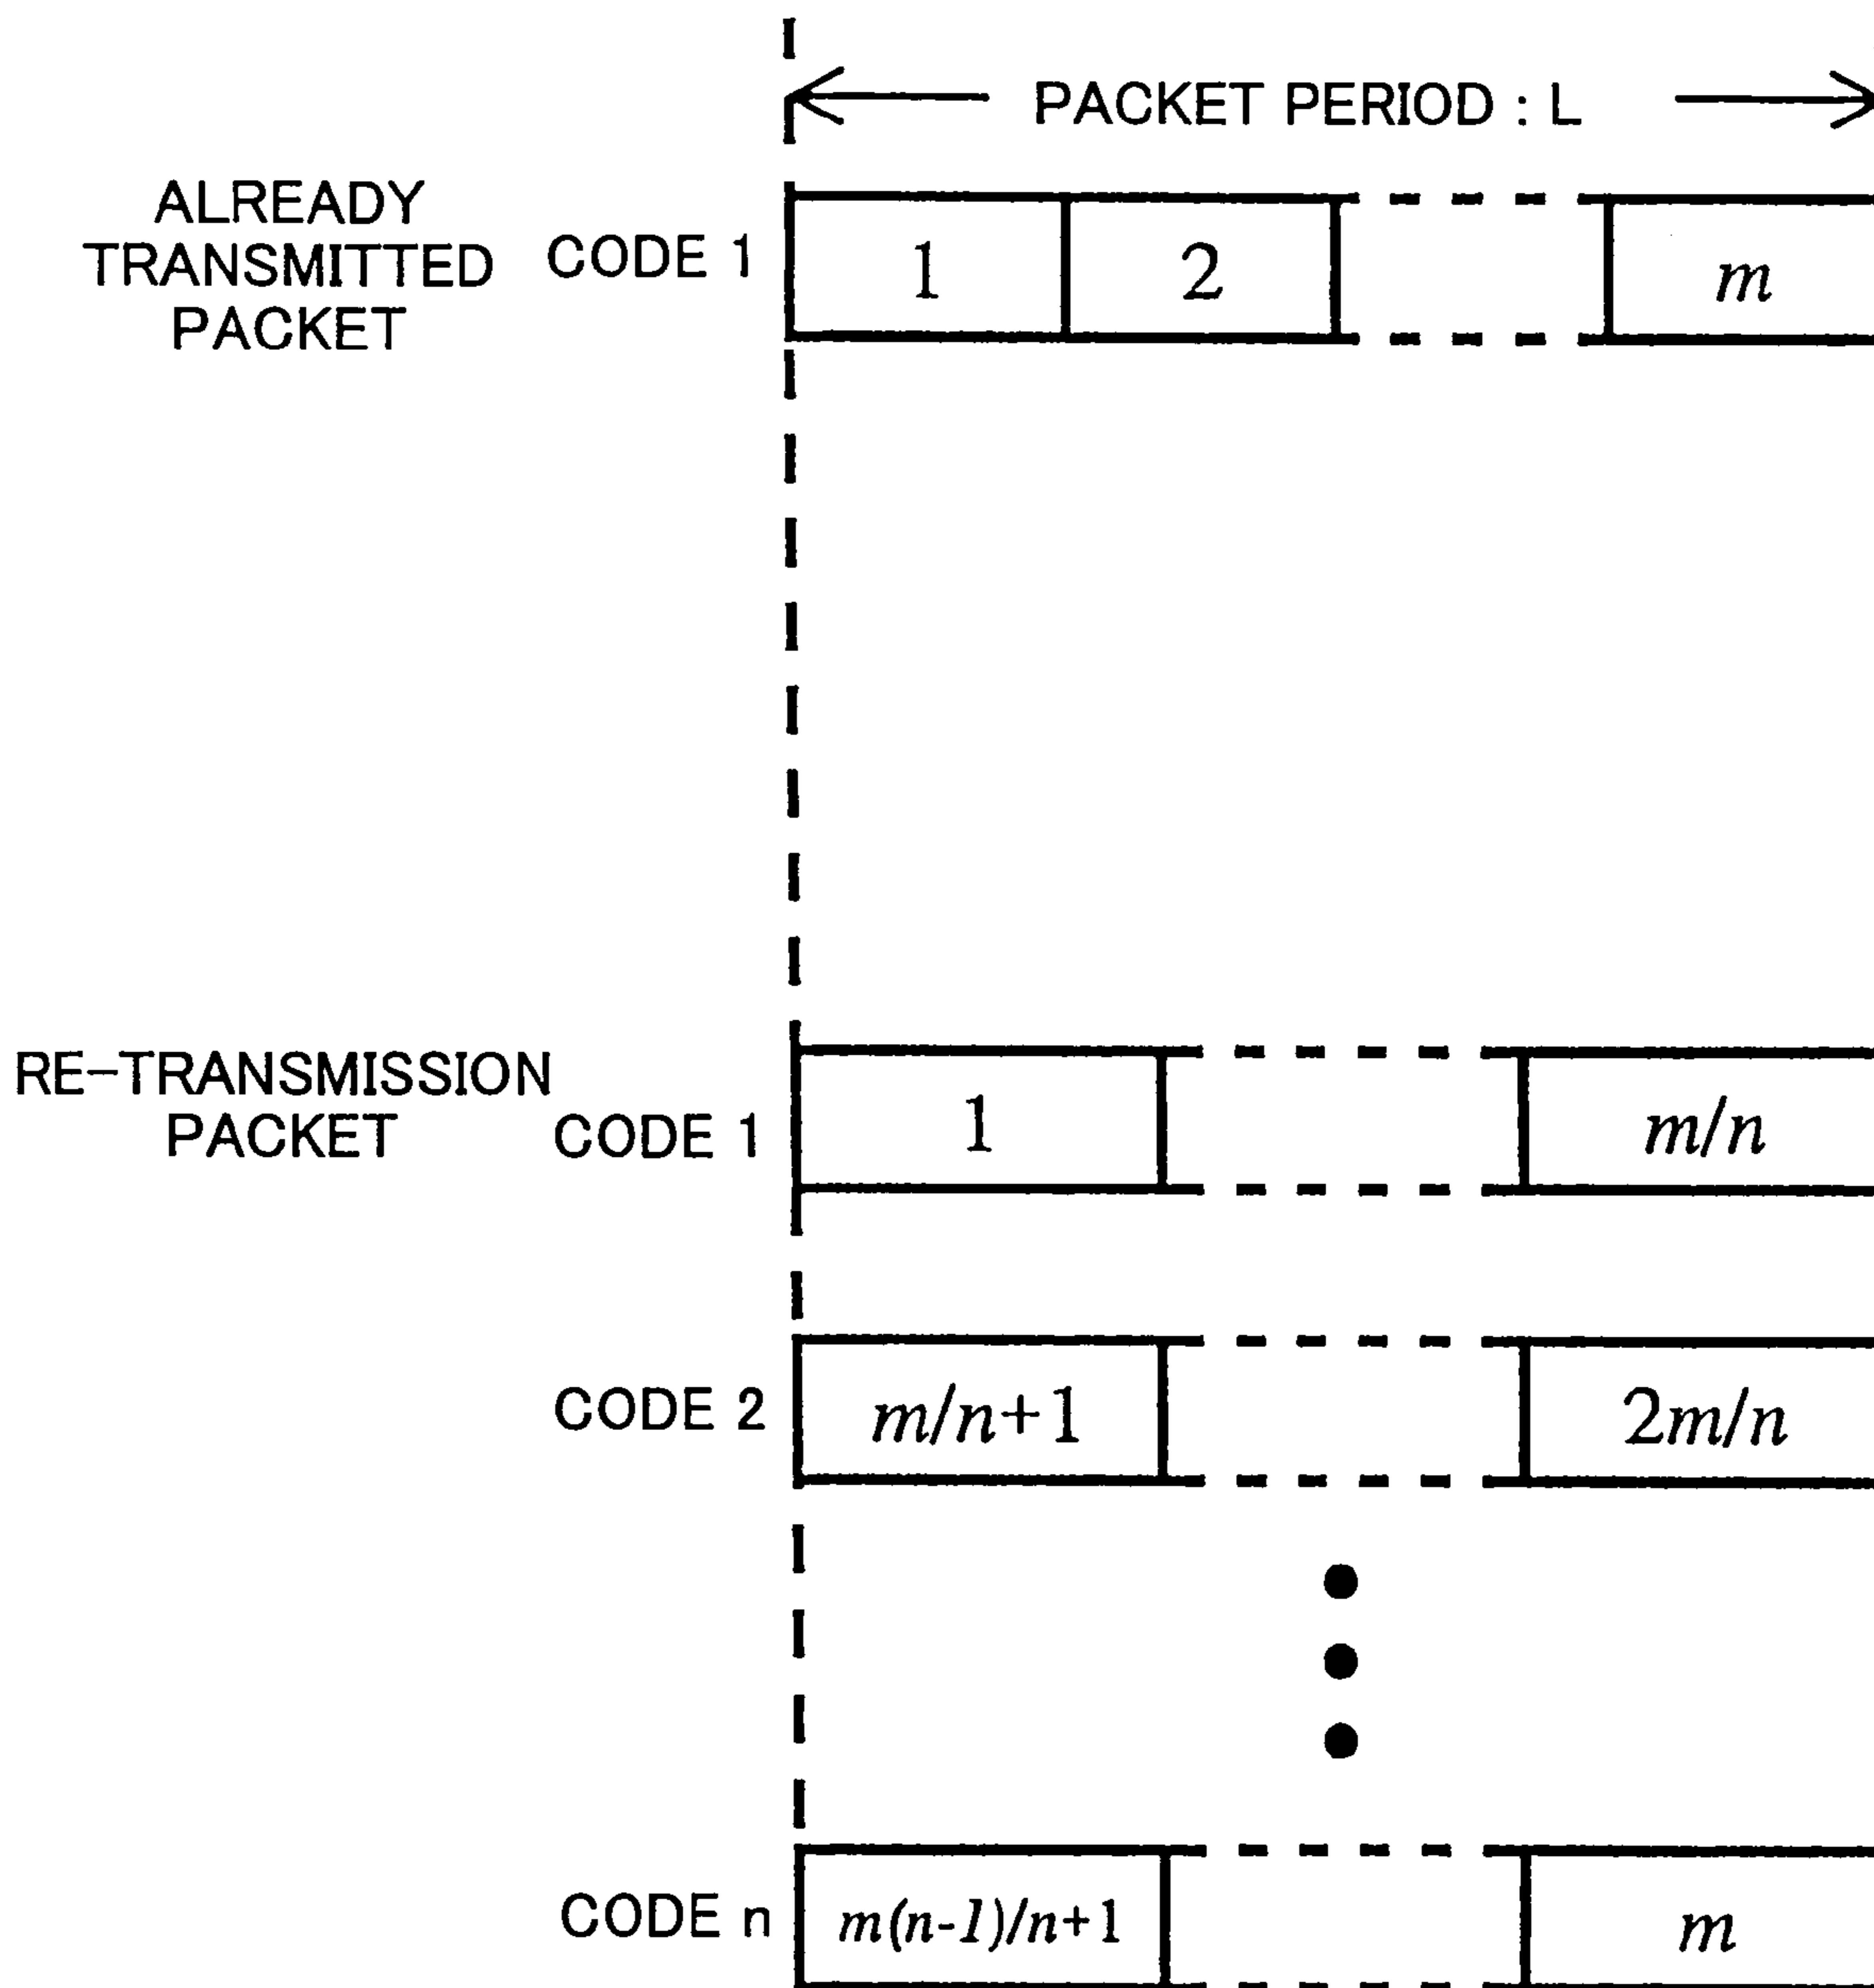 PACKET PERIOD : L
ALREADY
TRANSMITTED
PACKET
CODE 1
1
2
m
RE-TRANSMISSION
PACKET
CODE 1
1
m/n
CODE 2
m/n+1
2m/n
CODE n
m(n-1)/n+1
m